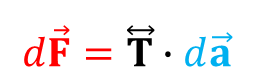 d𝐅⃗ = 𝐓⃡ · d𝐚⃗